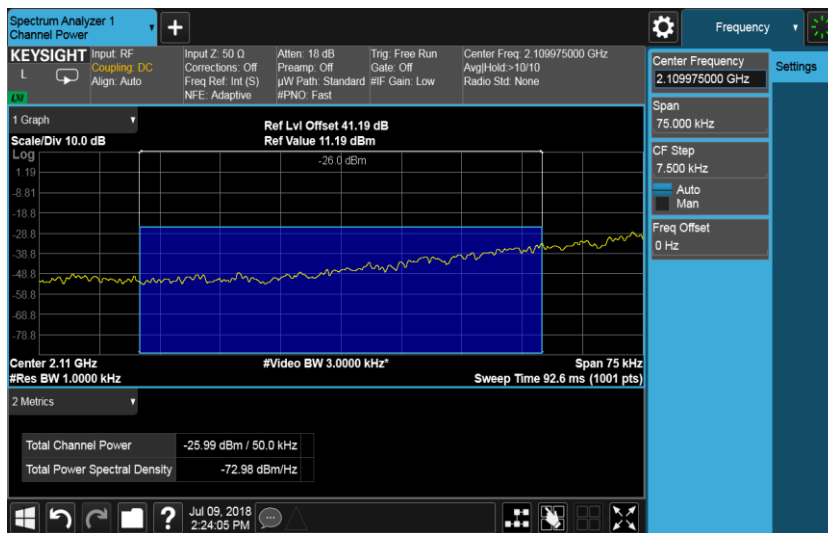 Spectrum Analyzer 1
Channel Power
Frequency
KEYSIGHT
L
LXI
Input: RF
Coupling: DC
Align: Auto
Input Z: 50 Ω
Corrections: Off
Freq Ref: Int (S)
NFE: Adaptive
Atten: 18 dB
Preamp: Off
µW Path: Standard
#PNO: Fast
Trig: Free Run
Gate: Off
#IF Gain: Low
Center Freq: 2.109975000 GHz
Avg|Hold:>10/10
Radio Std: None
Center Frequency
2.109975000 GHz
Settings
Span
75.000 kHz
CF Step
7.500 kHz
Auto
Man
Freq Offset
0 Hz
1 Graph
Scale/Div 10.0 dB
Ref Lvl Offset 41.19 dB
Ref Value 11.19 dBm
Log
-26.0 dBm
1.19
-8.81
-18.8
-28.8
-38.8
-48.8
-58.8
-68.8
-78.8
Center 2.11 GHz
#Video BW 3.0000 kHz*
Span 75 kHz
#Res BW 1.0000 kHz
Sweep Time 92.6 ms (1001 pts)
2 Metrics
Total Channel Power -25.99 dBm / 50.0 kHz
Total Power Spectral Density -72.98 dBm/Hz
?
Jul 09, 2018
2:24:05 PM